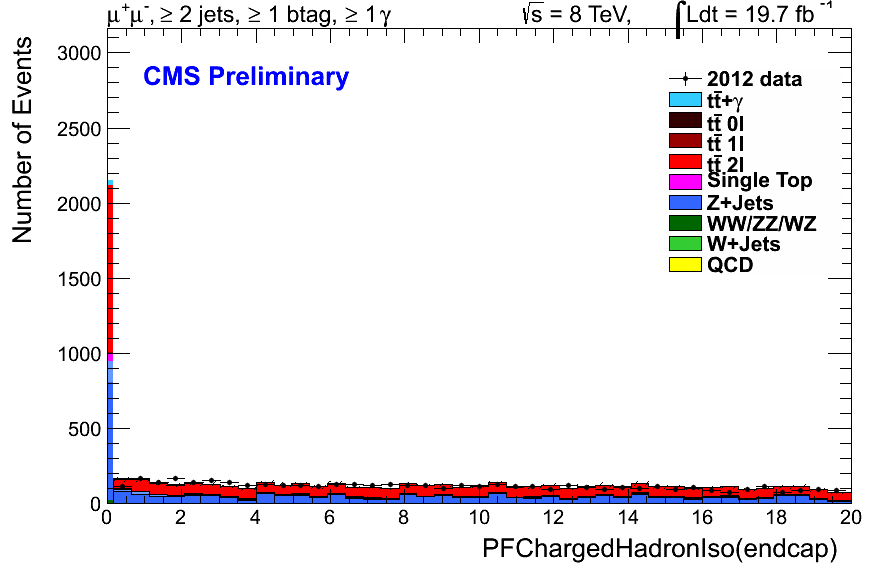 μ⁺μ⁻, ≥ 2 jets, ≥ 1 btag, ≥ 1 γ
√s = 8 TeV, ∫Ldt = 19.7 fb⁻¹
CMS Preliminary
Number of Events
3000
2500
2000
1500
1000
500
0
2012 data
tt̄+γ
tt̄ 0l
tt̄ 1l
tt̄ 2l
Single Top
Z+Jets
WW/ZZ/WZ
W+Jets
QCD
0 2 4 6 8 10 12 14 16 18 20
PFChargedHadronIso(endcap)